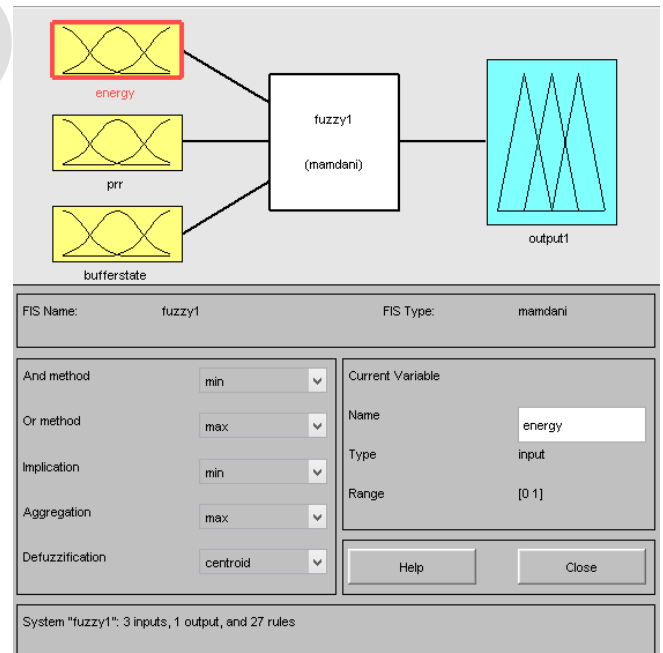 energy
fuzzy1
(mamdani)
prr
output1
bufferstate
FIS Name: fuzzy1 FIS Type: mamdani
And method min
Or method max
Implication min
Aggregation max
Defuzzification centroid
Current Variable
Name energy
Type input
Range [0 1]
Help Close
System "fuzzy1": 3 inputs, 1 output, and 27 rules